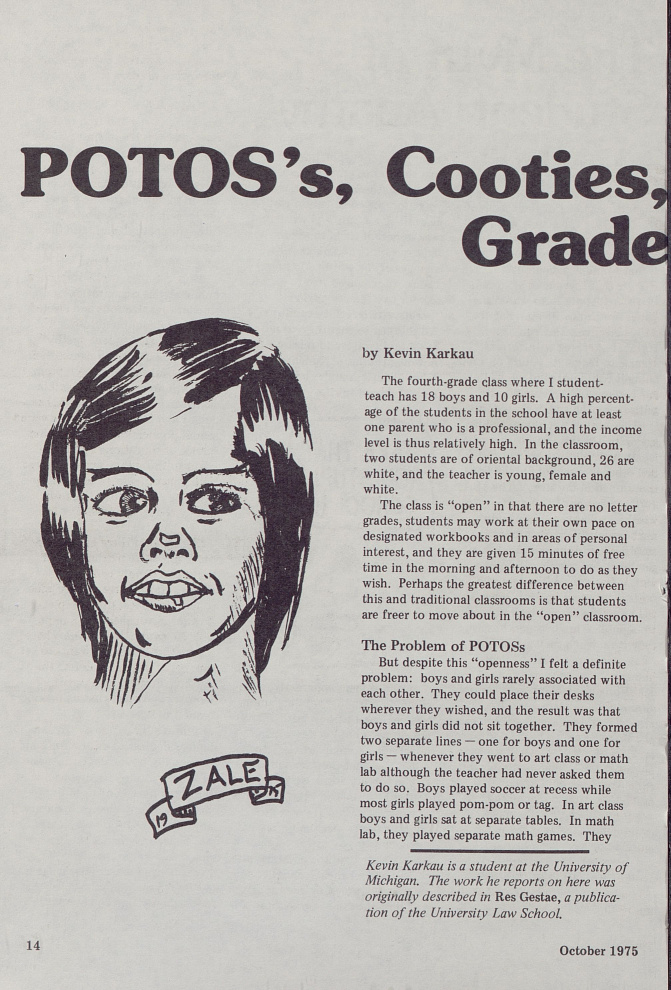 POTOS's, Cooties,
Grade
by Kevin Karkau
The fourth-grade class where I student-
teach has 18 boys and 10 girls. A high percent-
age of the students in the school have at least
one parent who is a professional, and the income
level is thus relatively high. In the classroom,
two students are of oriental background, 26 are
white, and the teacher is young, female and
white.
The class is "open" in that there are no letter
grades, students may work at their own pace on
designated workbooks and in areas of personal
interest, and they are given 15 minutes of free
time in the morning and afternoon to do as they
wish. Perhaps the greatest difference between
this and traditional classrooms is that students
are freer to move about in the "open" classroom.
The Problem of POTOSs
But despite this "openness" I felt a definite
problem: boys and girls rarely associated with
each other. They could place their desks
wherever they wished, and the result was that
boys and girls did not sit together. They formed
two separate lines — one for boys and one for
girls — whenever they went to art class or math
lab although the teacher had never asked them
to do so. Boys played soccer at recess while
most girls played pom-pom or tag. In art class
boys and girls sat at separate tables. In math
lab, they played separate math games. They
ZALE
19
Kevin Karkau is a student at the University of
Michigan. The work he reports on here was
originally described in Res Gestae, a publica-
tion of the University Law School.
14
October 1975